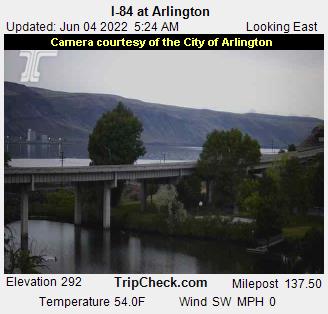 I-84 at Arlington
Updated: Jun 04 2022 5:24 AM Looking East
Camera courtesy of the City of Arlington
Elevation 292 TripCheck.com Milepost 137.50
Temperature 54.0F Wind SW MPH 0